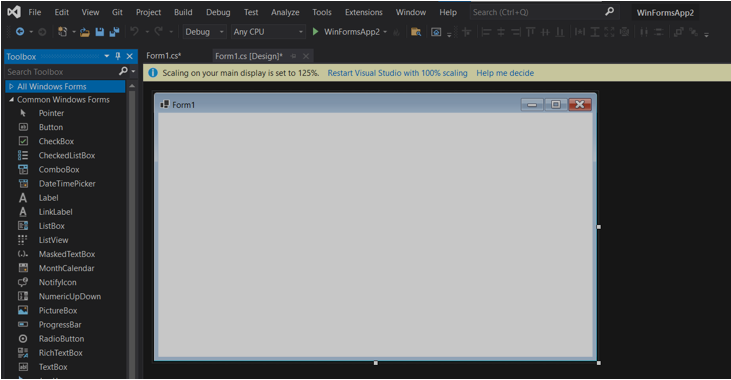 File Edit View Git Project Build Debug Test Analyze Tools Extensions Window Help Search (Ctrl+Q) WinFormsApp2
Debug Any CPU WinFormsApp2
Toolbox
Form1.cs* Form1.cs [Design]*
Search Toolbox
Scaling on your main display is set to 125%. Restart Visual Studio with 100% scaling Help me decide
All Windows Forms
Common Windows Forms
Form1
Pointer
Button
CheckBox
CheckedListBox
ComboBox
DateTimePicker
Label
LinkLabel
ListBox
ListView
MaskedTextBox
MonthCalendar
NotifyIcon
NumericUpDown
PictureBox
ProgressBar
RadioButton
RichTextBox
TextBox